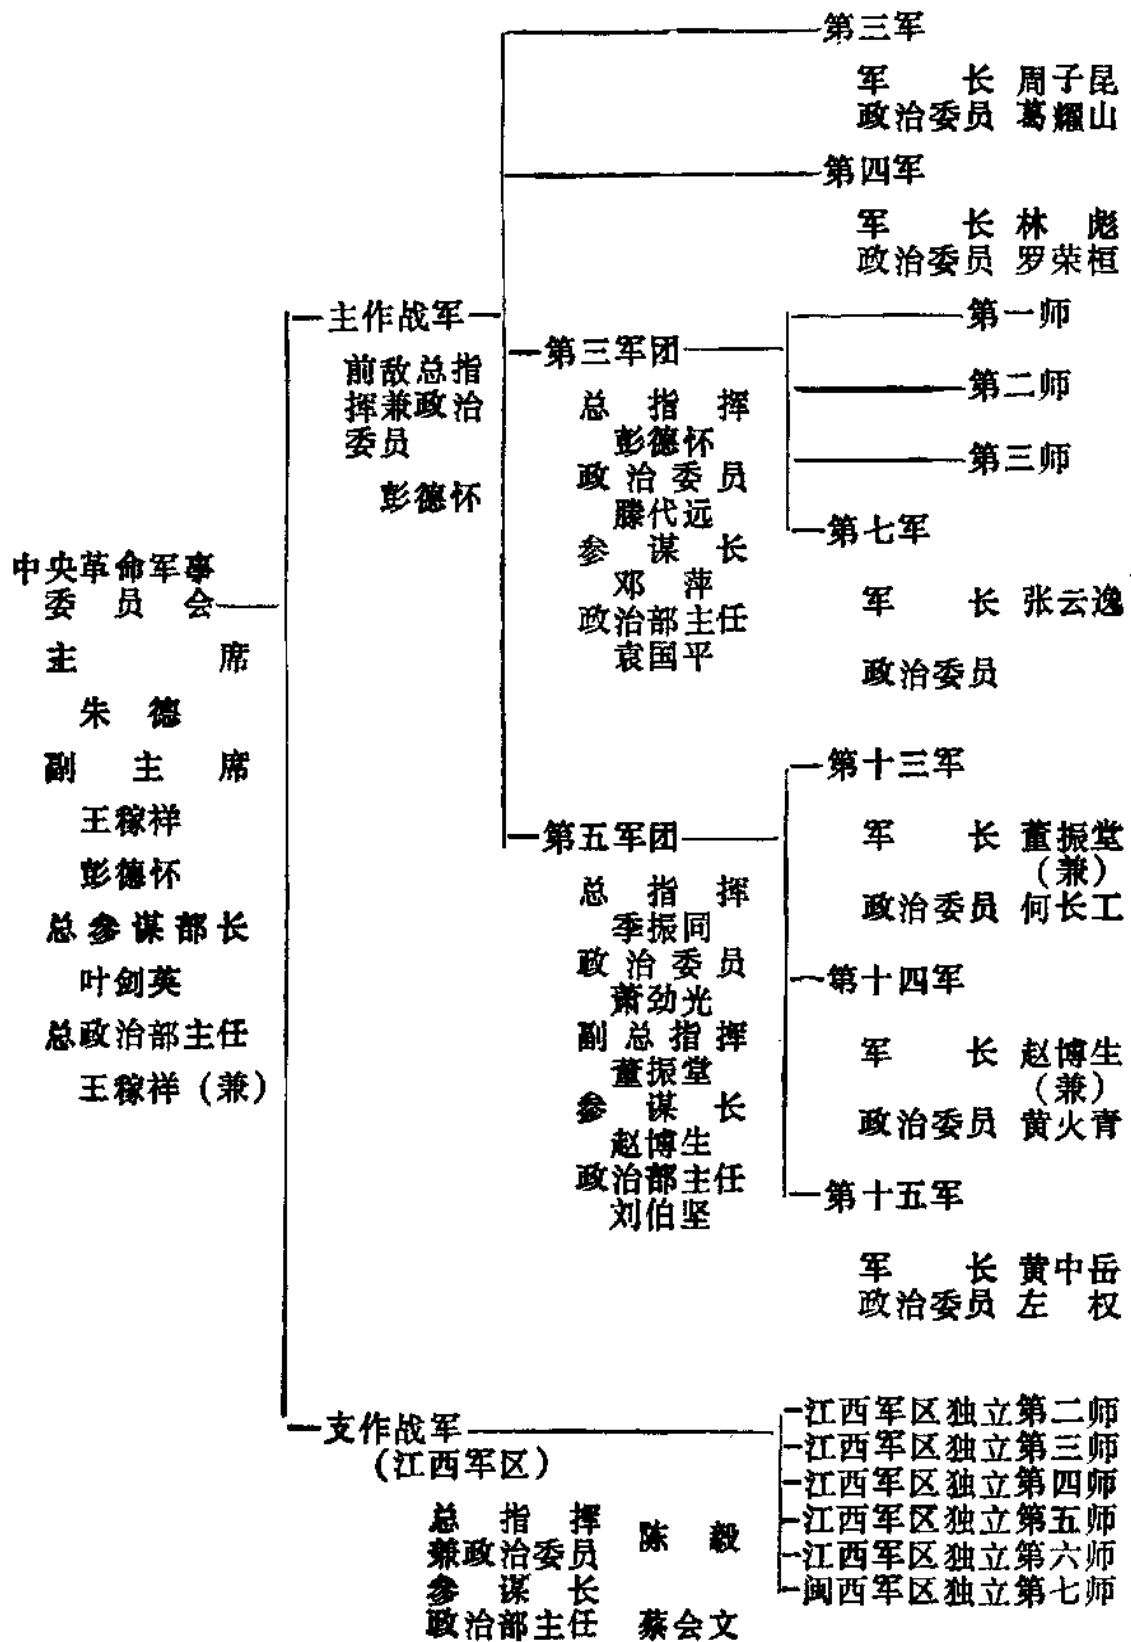 中央革命军事
委员会
主席
朱德
副主席
王稼祥
彭德怀
总参谋部长
叶剑英
总政治部主任
王稼祥（兼）
主作战军
前敌总指
挥兼政治
委员
彭德怀
第三军
军长 周子昆
政治委员 葛耀山
第四军
军长 林彪
政治委员 罗荣桓
第三军团
总指挥
彭德怀
政治委员
滕代远
参谋长
邓萍
政治部主任
袁国平
第一师
第二师
第三师
第七军
军长 张云逸
政治委员
第五军团
总指挥
季振同
政治委员
萧劲光
副总指挥
董振堂
参谋长
赵博生
政治部主任
刘伯坚
第十三军
军长 董振堂
（兼）
政治委员 何长工
第十四军
军长 赵博生
（兼）
政治委员 黄火青
第十五军
军长 黄中岳
政治委员 左权
支作战军
（江西军区）
总指挥
兼政治委员 陈毅
参谋长
政治部主任 蔡会文
江西军区独立第二师
江西军区独立第三师
江西军区独立第四师
江西军区独立第五师
江西军区独立第六师
闽西军区独立第七师